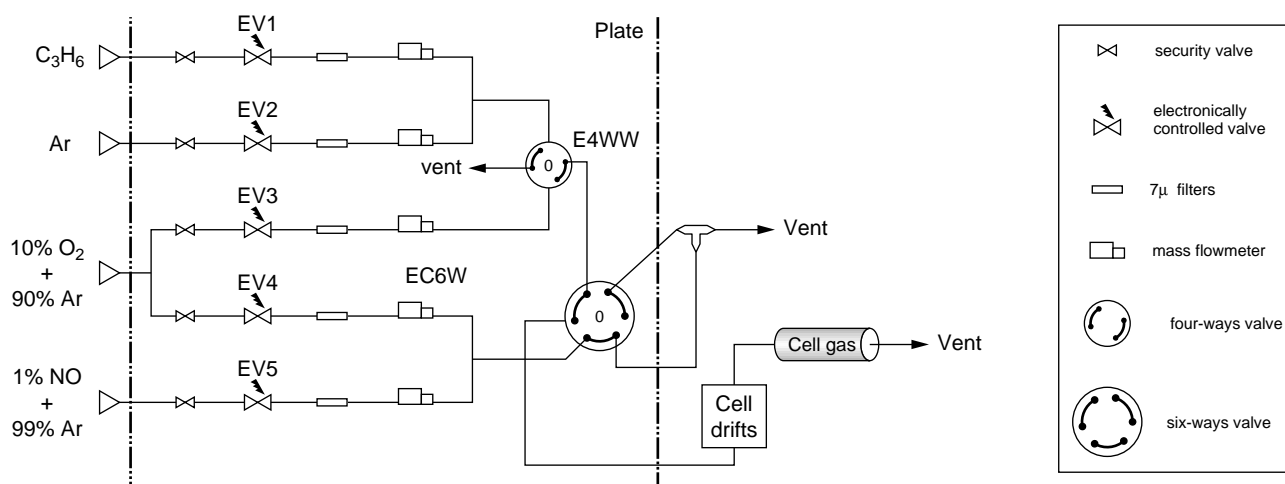 EV1
C3H6
EV2
Ar
E4WW
0
vent
EV3
10% O2
+
90% Ar
EC6W
EV4
0
EV5
1% NO
+
99% Ar
Plate
Vent
Cell gas
Vent
Cell
drifts
security valve
electronically
controlled valve
7μ filters
mass flowmeter
four-ways valve
six-ways valve